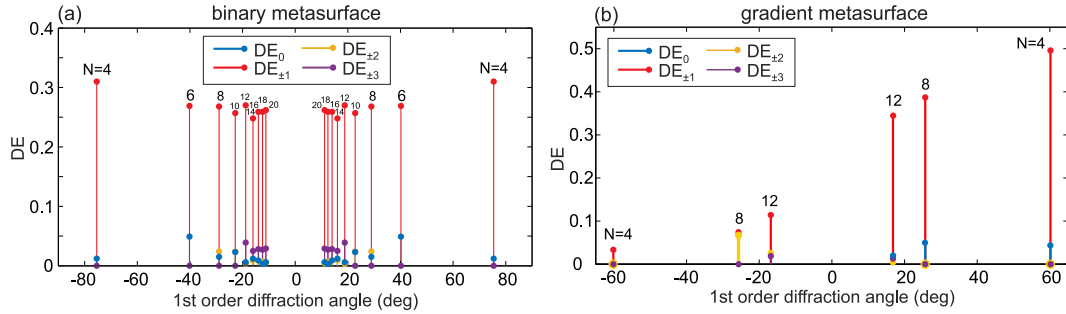 (a) binary metasurface
0.4
0.3
0.2
0.1
0
DE
DE0 DE±2
DE±1 DE±3
N=4 6 8 10 12 14 16 18 20
20 18 16 14 12 10 8 6 N=4
-80 -60 -40 -20 0 20 40 60 80
1st order diffraction angle (deg)
(b) gradient metasurface
0.5
0.4
0.3
0.2
0.1
0
DE
DE0 DE±2
DE±1 DE±3
N=4 8 12 12 8 N=4
-60 -40 -20 0 20 40 60
1st order diffraction angle (deg)